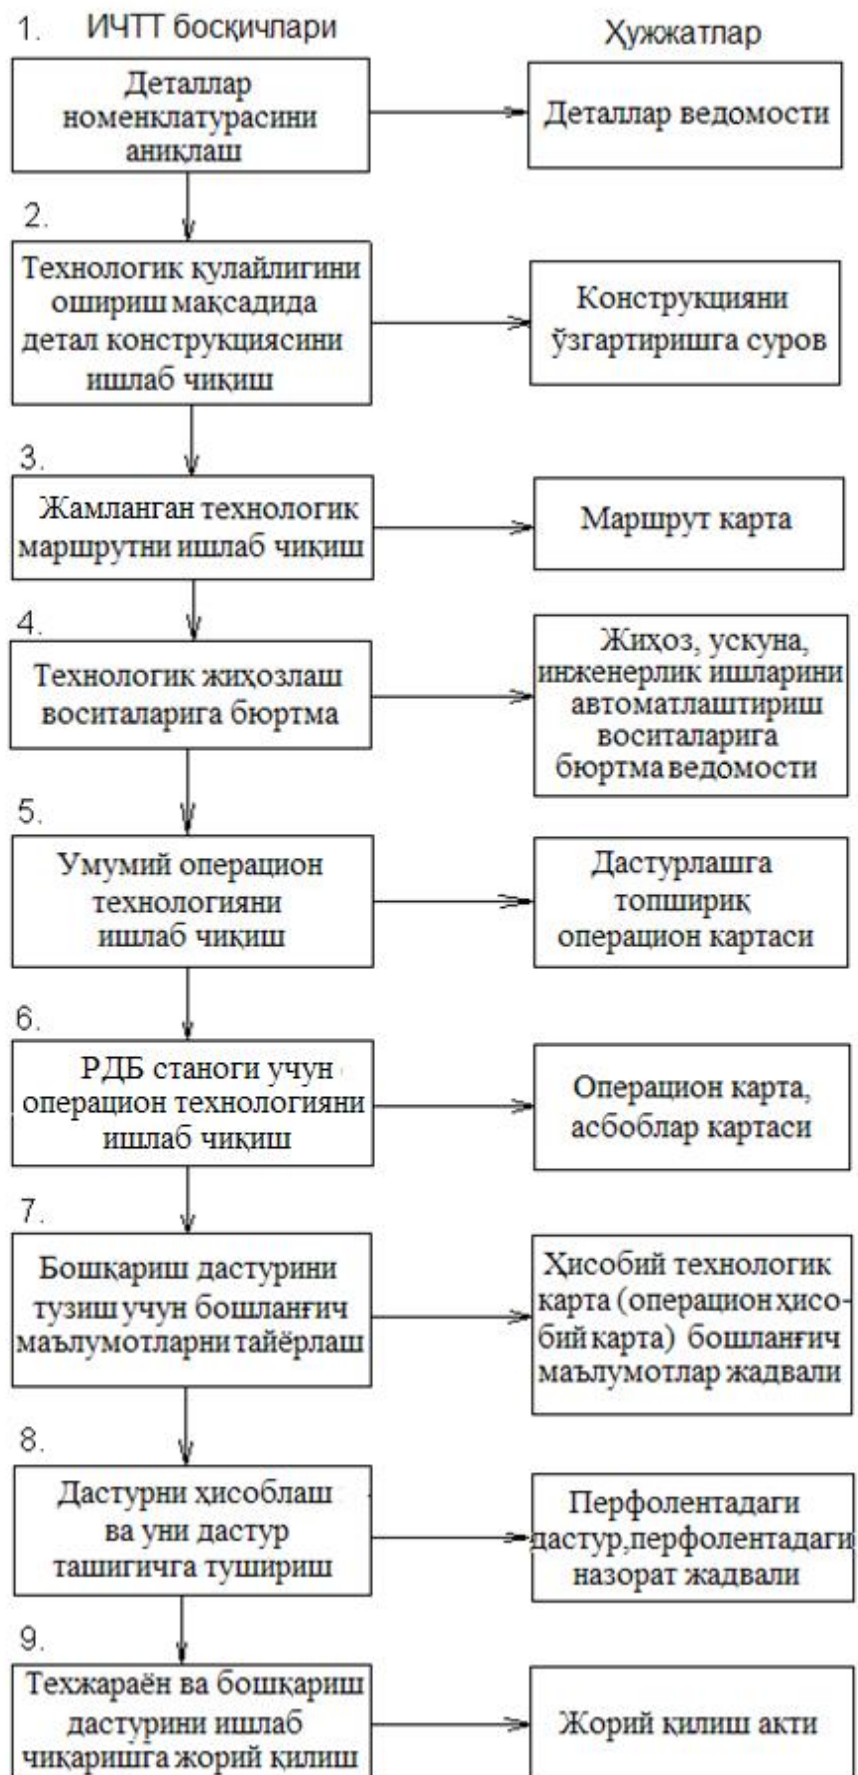 1. ИЧТТ босқичлари
Ҳужжатлар
Деталлар
номенклатурасини
аниқлаш
Деталлар ведомости
2.
Технологик қулайлигини
ошириш мақсадида
детал конструкциясини
ишлаб чиқиш
Конструкцияни
ўзгартиришга суров
3.
Жамланган технологик
маршрутни ишлаб чиқиш
Маршрут карта
4.
Технологик жиҳозлаш
воситаларига бюртма
Жиҳоз, ускуна,
инженерлик ишларини
автоматлаштириш
воситаларига
бюртма ведомости
5.
Умумий операцион
технологияни
ишлаб чиқиш
Дастурлашга
топшириқ
операцион картаси
6.
РДБ станоги учун
операцион технологияни
ишлаб чиқиш
Операцион карта,
асбоблар картаси
7.
Бошқариш дастурини
тузиш учун бошланғич
маълумотларни тайёрлаш
Ҳисобий технологик
карта (операцион ҳисо-
бий карта) бошланғич
маълумотлар жадвали
8.
Дастурни ҳисоблаш
ва уни дастур
ташигичга тушириш
Перфолентадаги
дастур,перфолентадаги
назорат жадвали
9.
Техжараён ва бошқариш
дастурини ишлаб
чиқаришга жорий қилиш
Жорий қилиш акти